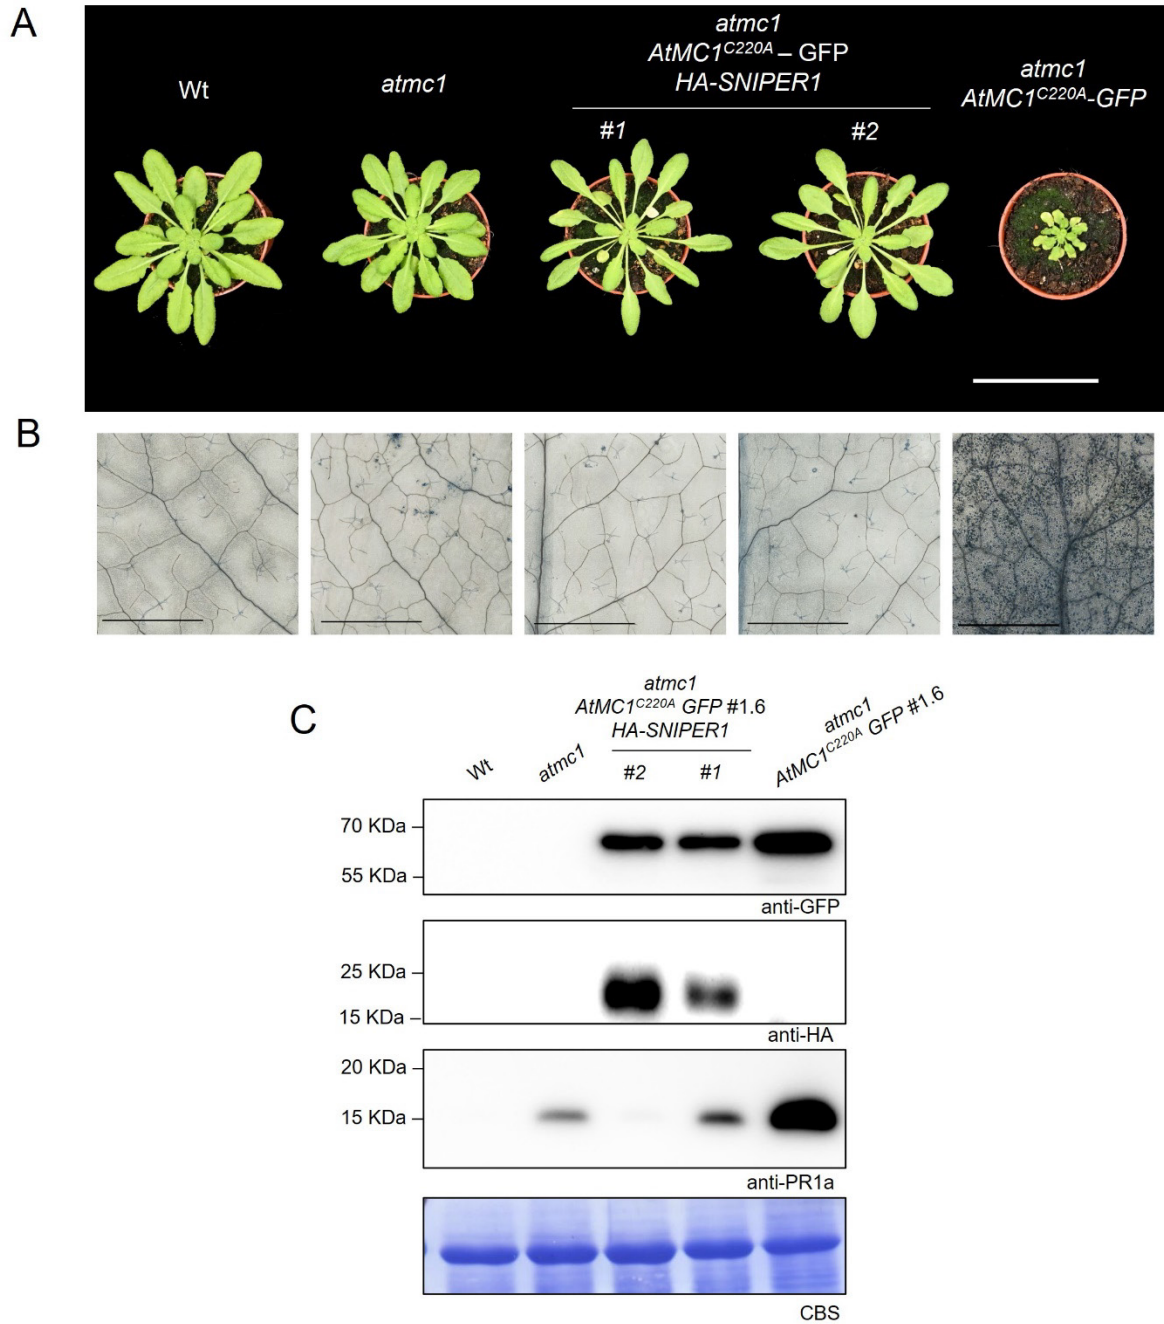 A
Wt
atmc1
atmc1
AtMC1C220A – GFP
HA-SNIPER1
#1
#2
atmc1
AtMC1C220A-GFP
B
C
Wt
atmc1
atmc1
AtMC1C220A GFP #1.6
HA-SNIPER1
#2
#1
atmc1
AtMC1C220A GFP #1.6
70 KDa
55 KDa
anti-GFP
25 KDa
15 KDa
anti-HA
20 KDa
15 KDa
anti-PR1a
CBS